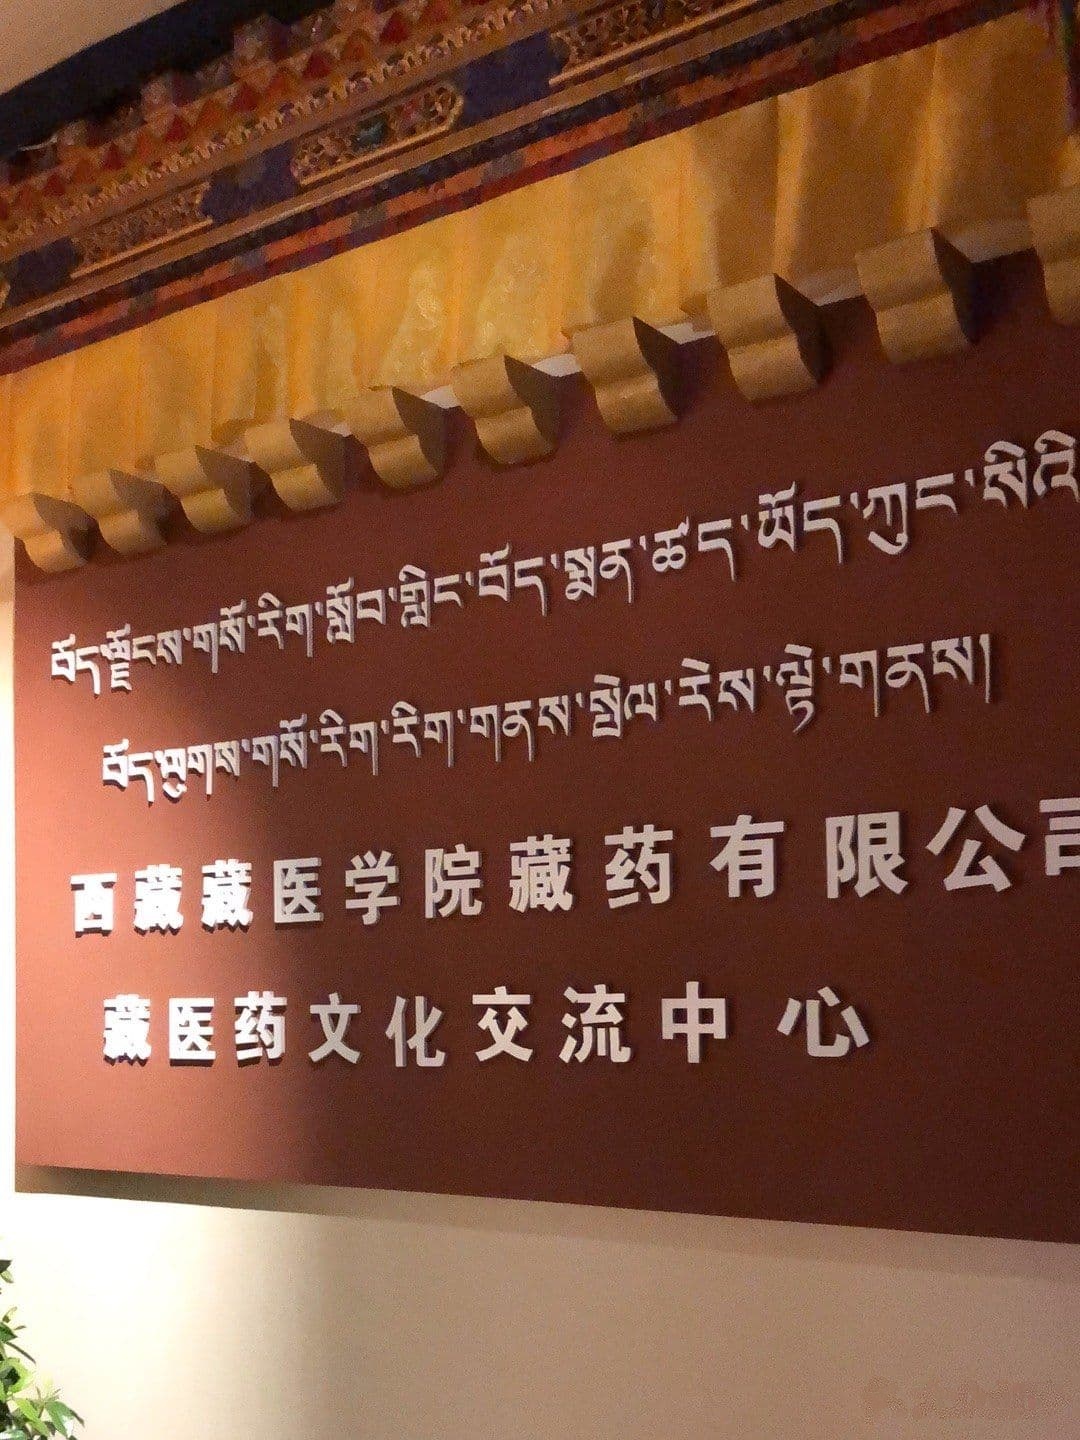 བོད་ལྗོངས་གསོ་རིག་སློབ་གླིང་བོད་སྨན་ཚད་ཡོད་ཀུང་སིའི
བོད་ལུགས་གསོ་རིག་རིག་གནས་སྤེལ་རེས་ལྟེ་གནས།
西藏藏医学院藏药有限公司
藏医药文化交流中心